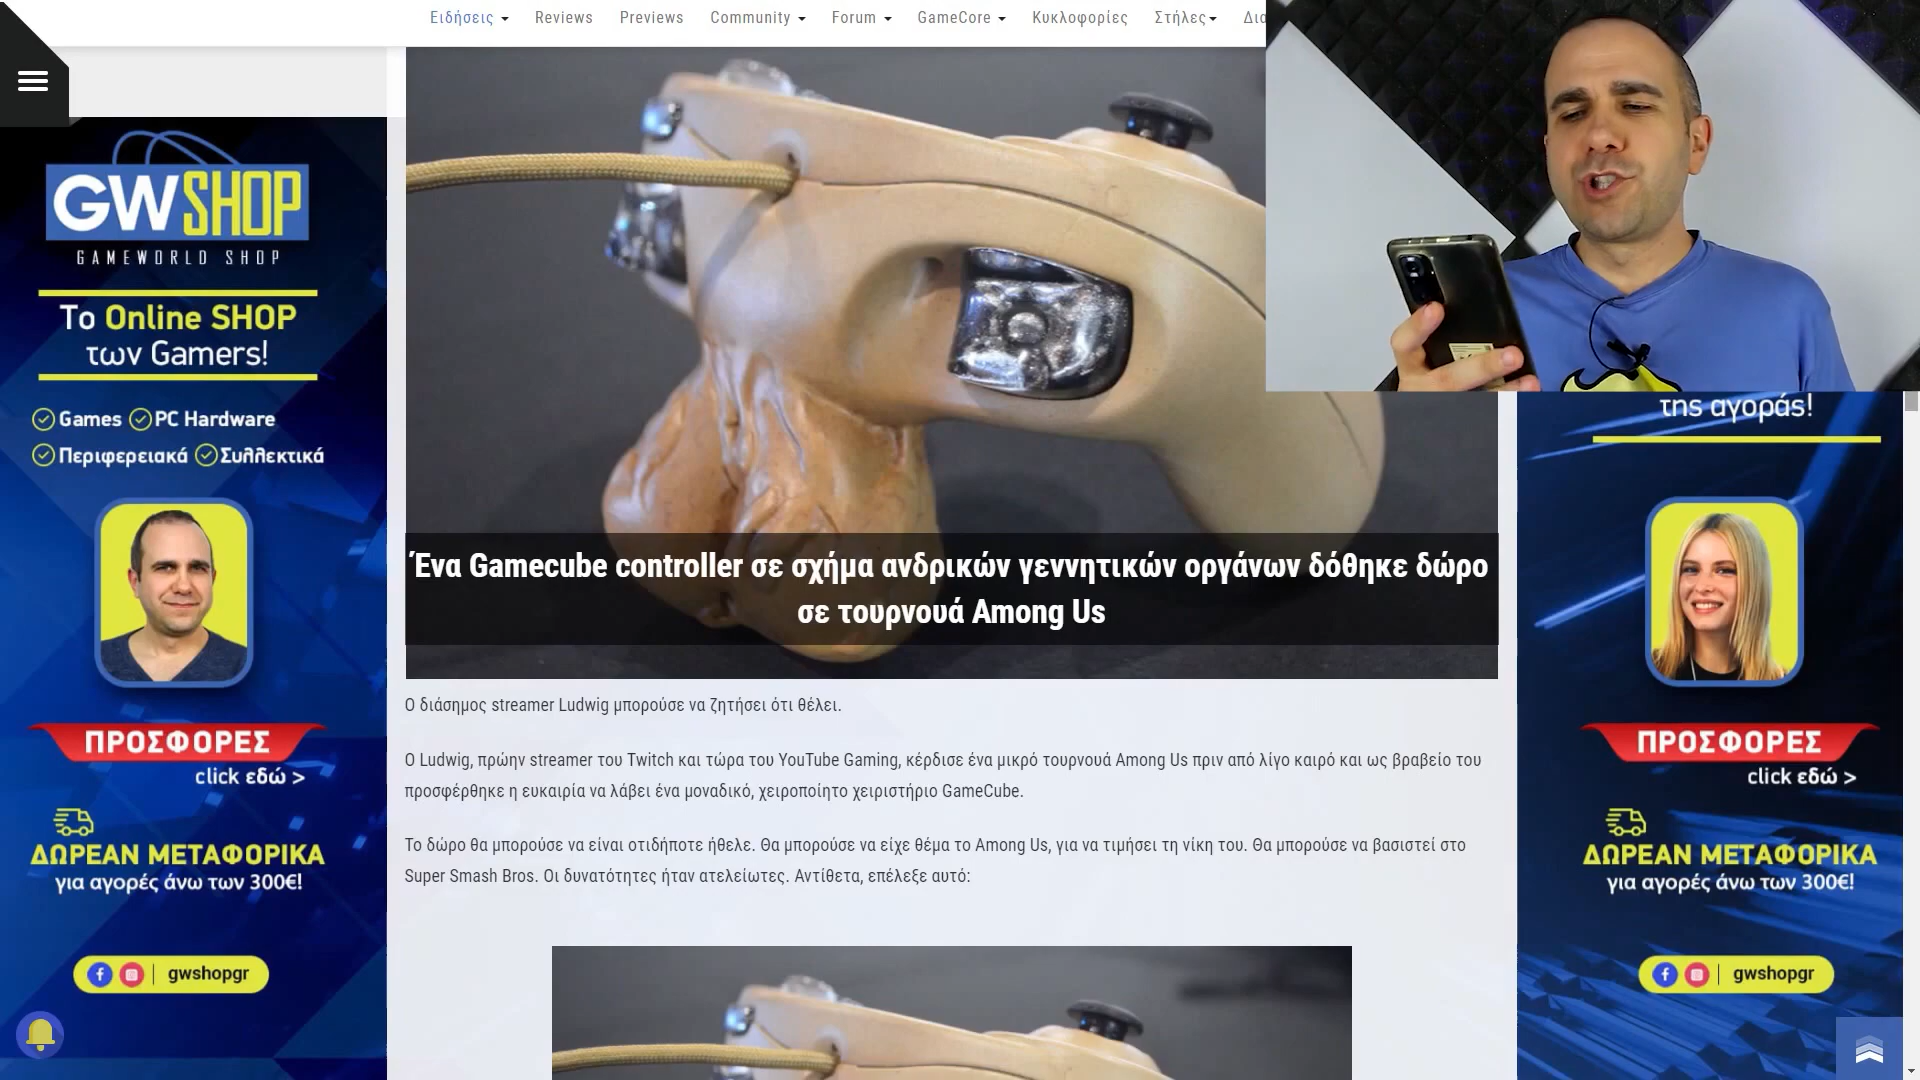 Ειδήσεις
Reviews
Previews
Community
Forum
GameCore
Κυκλοφορίες
Στήλες
GWSHOP
GAMEWORLD SHOP
Το Online SHOP
των Gamers!
Games PC Hardware
Περιφερειακά Συλλεκτικά
ΠΡΟΣΦΟΡΕΣ
click εδώ >
ΔΩΡΕΑΝ ΜΕΤΑΦΟΡΙΚΑ
για αγορές άνω των 300€!
gwshopgr
Ένα Gamecube controller σε σχήμα ανδρικών γεννητικών οργάνων δόθηκε δώρο
σε τουρνουά Among Us
Ο διάσημος streamer Ludwig μπορούσε να ζητήσει ότι θέλει.
Ο Ludwig, πρώην streamer του Twitch και τώρα του YouTube Gaming, κέρδισε ένα μικρό τουρνουά Among Us πριν από λίγο καιρό και ως βραβείο του
προσφέρθηκε η ευκαιρία να λάβει ένα μοναδικό, χειροποίητο χειριστήριο GameCube.
Το δώρο θα μπορούσε να είναι οτιδήποτε ήθελε. Θα μπορούσε να είχε θέμα το Among Us, για να τιμήσει τη νίκη του. Θα μπορούσε να βασιστεί στο
Super Smash Bros. Οι δυνατότητες ήταν ατελείωτες. Αντίθετα, επέλεξε αυτό:
της αγοράς!
ΠΡΟΣΦΟΡΕΣ
click εδώ >
ΔΩΡΕΑΝ ΜΕΤΑΦΟΡΙΚΑ
για αγορές άνω των 300€!
gwshopgr